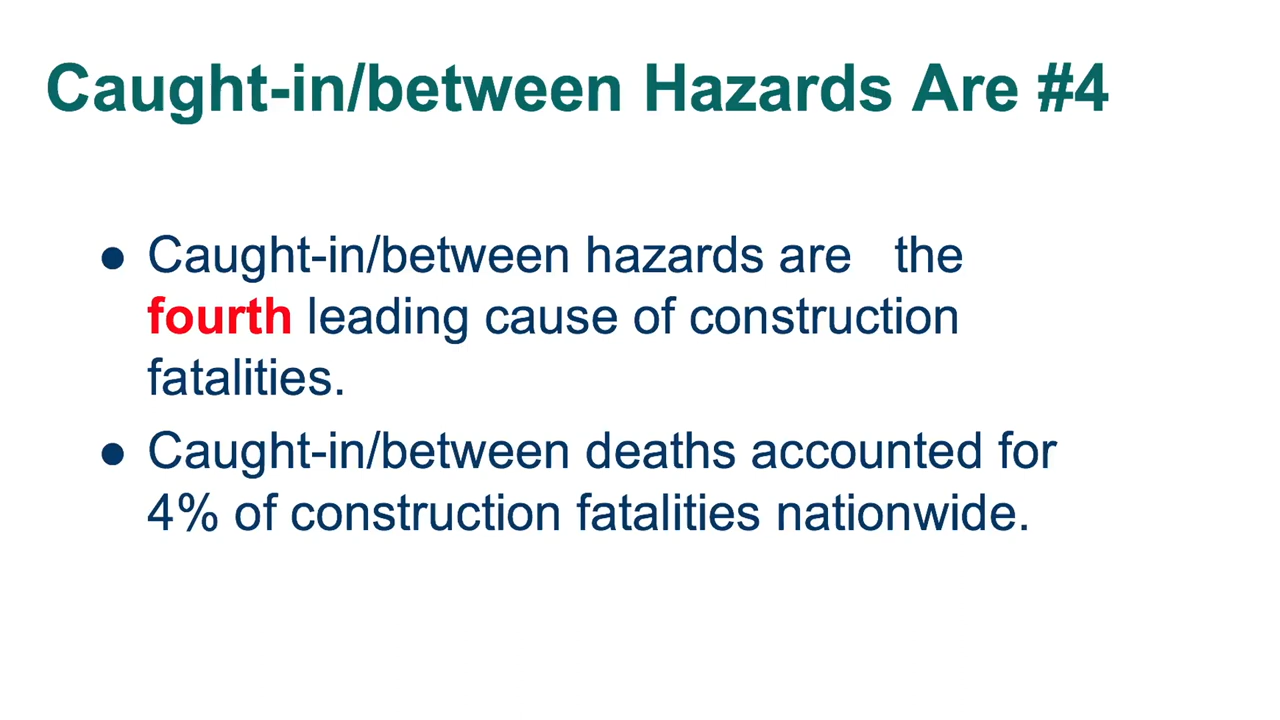 Caught-in/between Hazards Are #4
● Caught-in/between hazards are   the
fourth leading cause of construction
fatalities.
● Caught-in/between deaths accounted for
4% of construction fatalities nationwide.